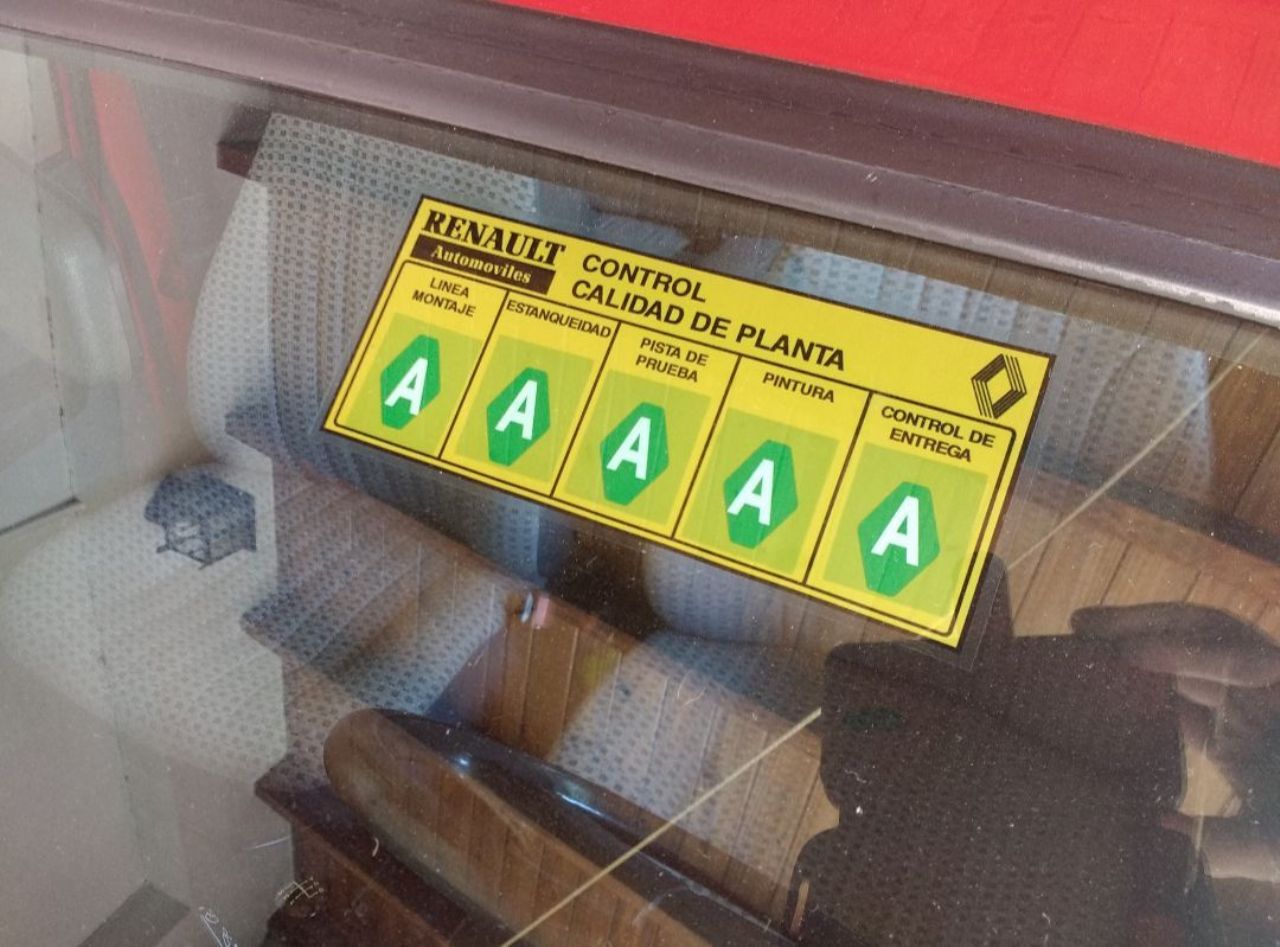 RENAULT
Automoviles
CONTROL
CALIDAD DE PLANTA
LINEA
MONTAJE
ESTANQUEIDAD
PISTA DE
PRUEBA
PINTURA
CONTROL DE
ENTREGA
A A A A A